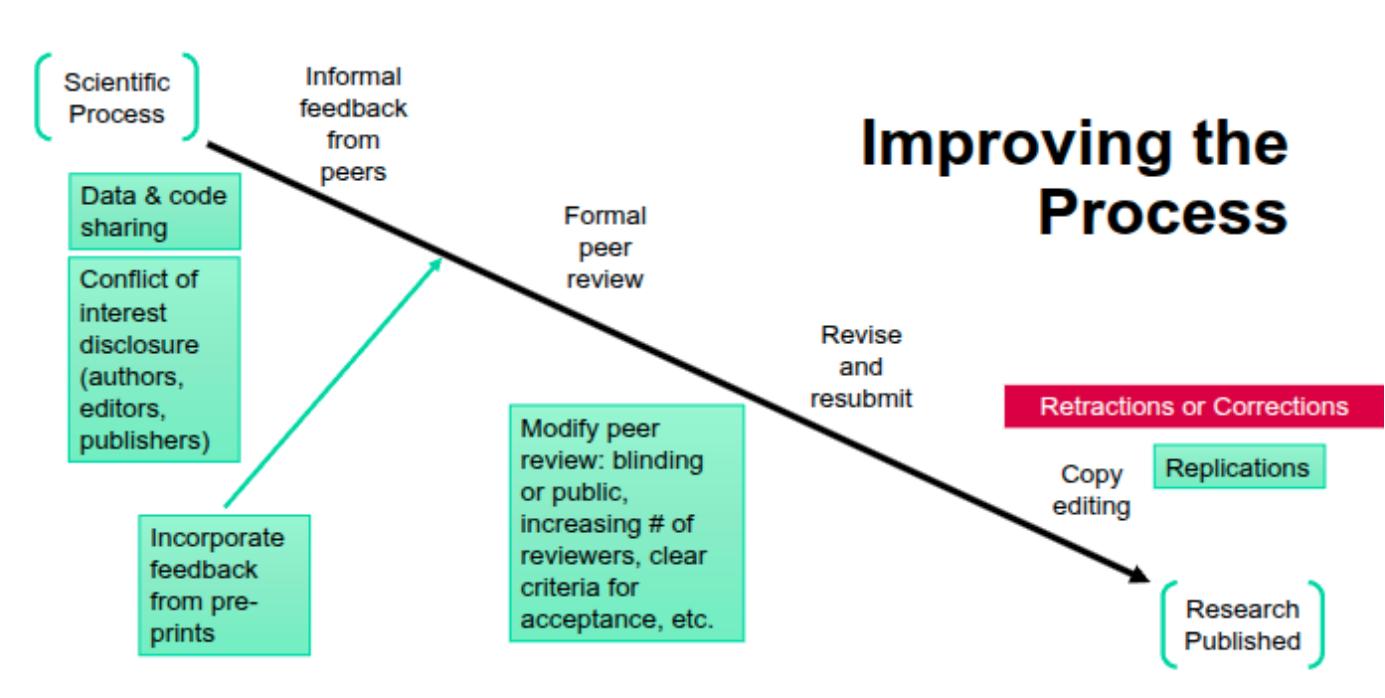 Scientific
Process
Informal
feedback
from
peers
Improving the
Process
Data & code
sharing
Formal
peer
review
Conflict of
interest
disclosure
(authors,
editors,
publishers)
Revise
and
resubmit
Retractions or Corrections
Modify peer
review: blinding
or public,
increasing # of
reviewers, clear
criteria for
acceptance, etc.
Replications
Copy
editing
Incorporate
feedback
from pre-
prints
Research
Published